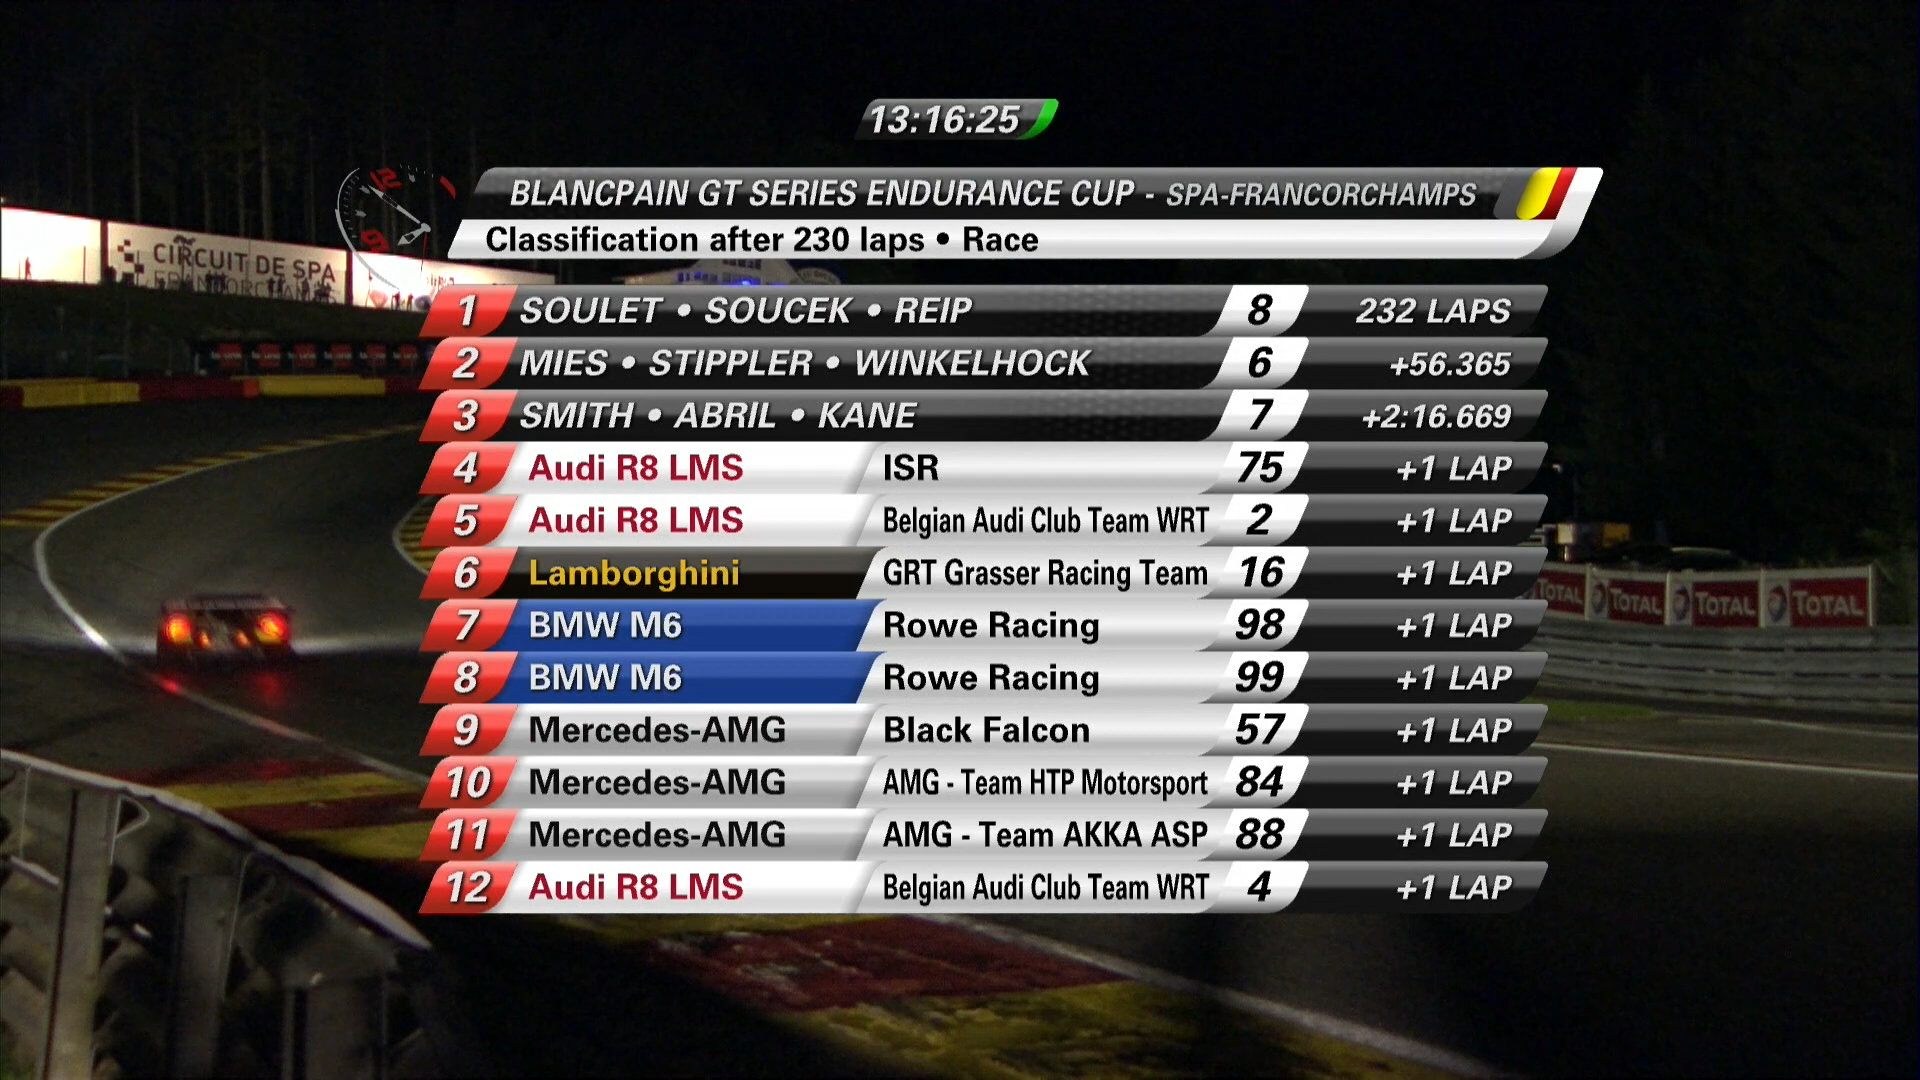 13:16:25
BLANCPAIN GT SERIES ENDURANCE CUP - SPA-FRANCORCHAMPS
Classification after 230 laps • Race
CIRCUIT DE SPA
FRANCORCHAMPS
12
1 SOULET • SOUCEK • REIP 8 232 LAPS
2 MIES • STIPPLER • WINKELHOCK 6 +56.365
3 SMITH • ABRIL • KANE 7 +2:16.669
4 Audi R8 LMS ISR 75 +1 LAP
5 Audi R8 LMS Belgian Audi Club Team WRT 2 +1 LAP
6 Lamborghini GRT Grasser Racing Team 16 +1 LAP
7 BMW M6 Rowe Racing 98 +1 LAP
8 BMW M6 Rowe Racing 99 +1 LAP
9 Mercedes-AMG Black Falcon 57 +1 LAP
10 Mercedes-AMG AMG - Team HTP Motorsport 84 +1 LAP
11 Mercedes-AMG AMG - Team AKKA ASP 88 +1 LAP
12 Audi R8 LMS Belgian Audi Club Team WRT 4 +1 LAP
TOTAL TOTAL TOTAL TOTAL